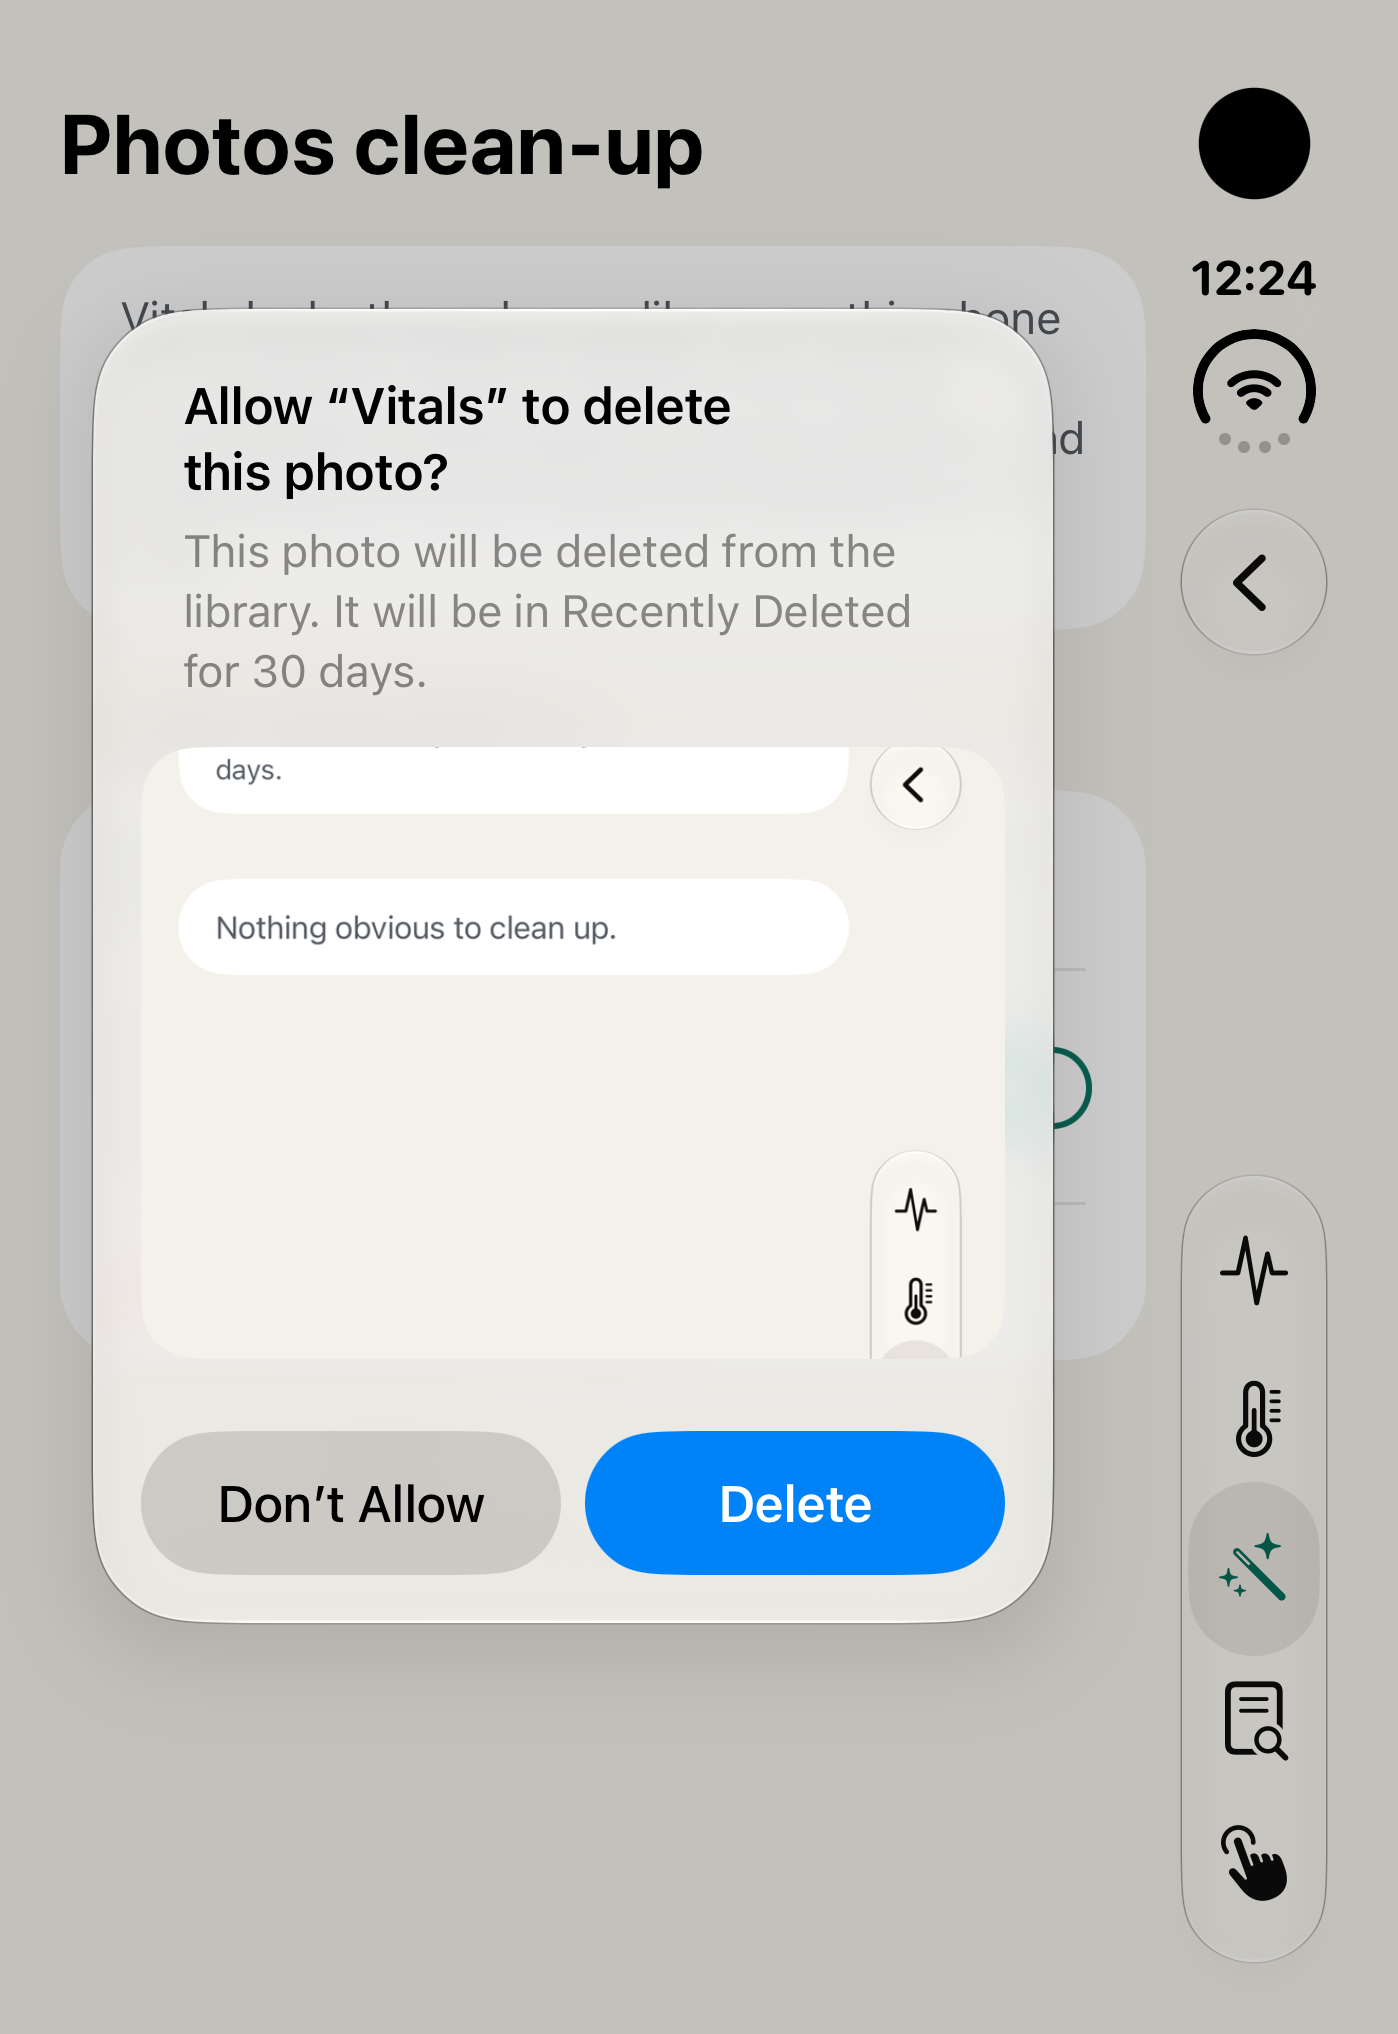 Photos clean-up
12:24
Allow “Vitals” to delete
this photo?
This photo will be deleted from the
library. It will be in Recently Deleted
for 30 days.
days.
Nothing obvious to clean up.
Don’t Allow
Delete